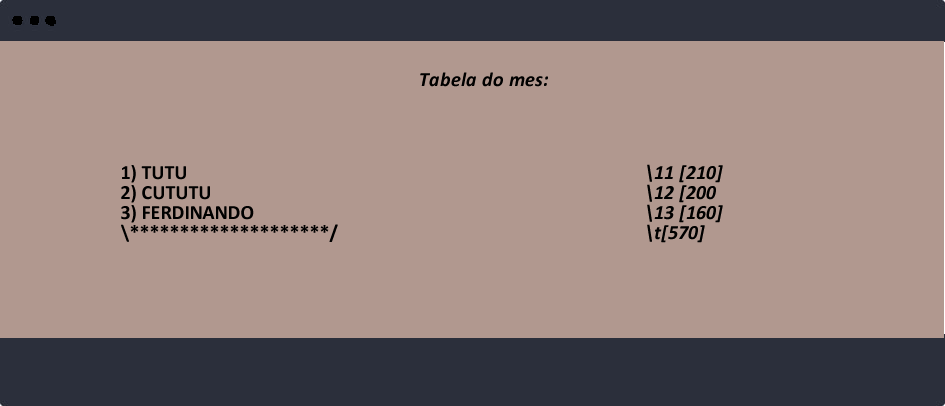 Tabela do mes:
1) TUTU \11 [210]
2) CUTUTU \12 [200
3) FERDINANDO \13 [160]
\********************/ \t[570]